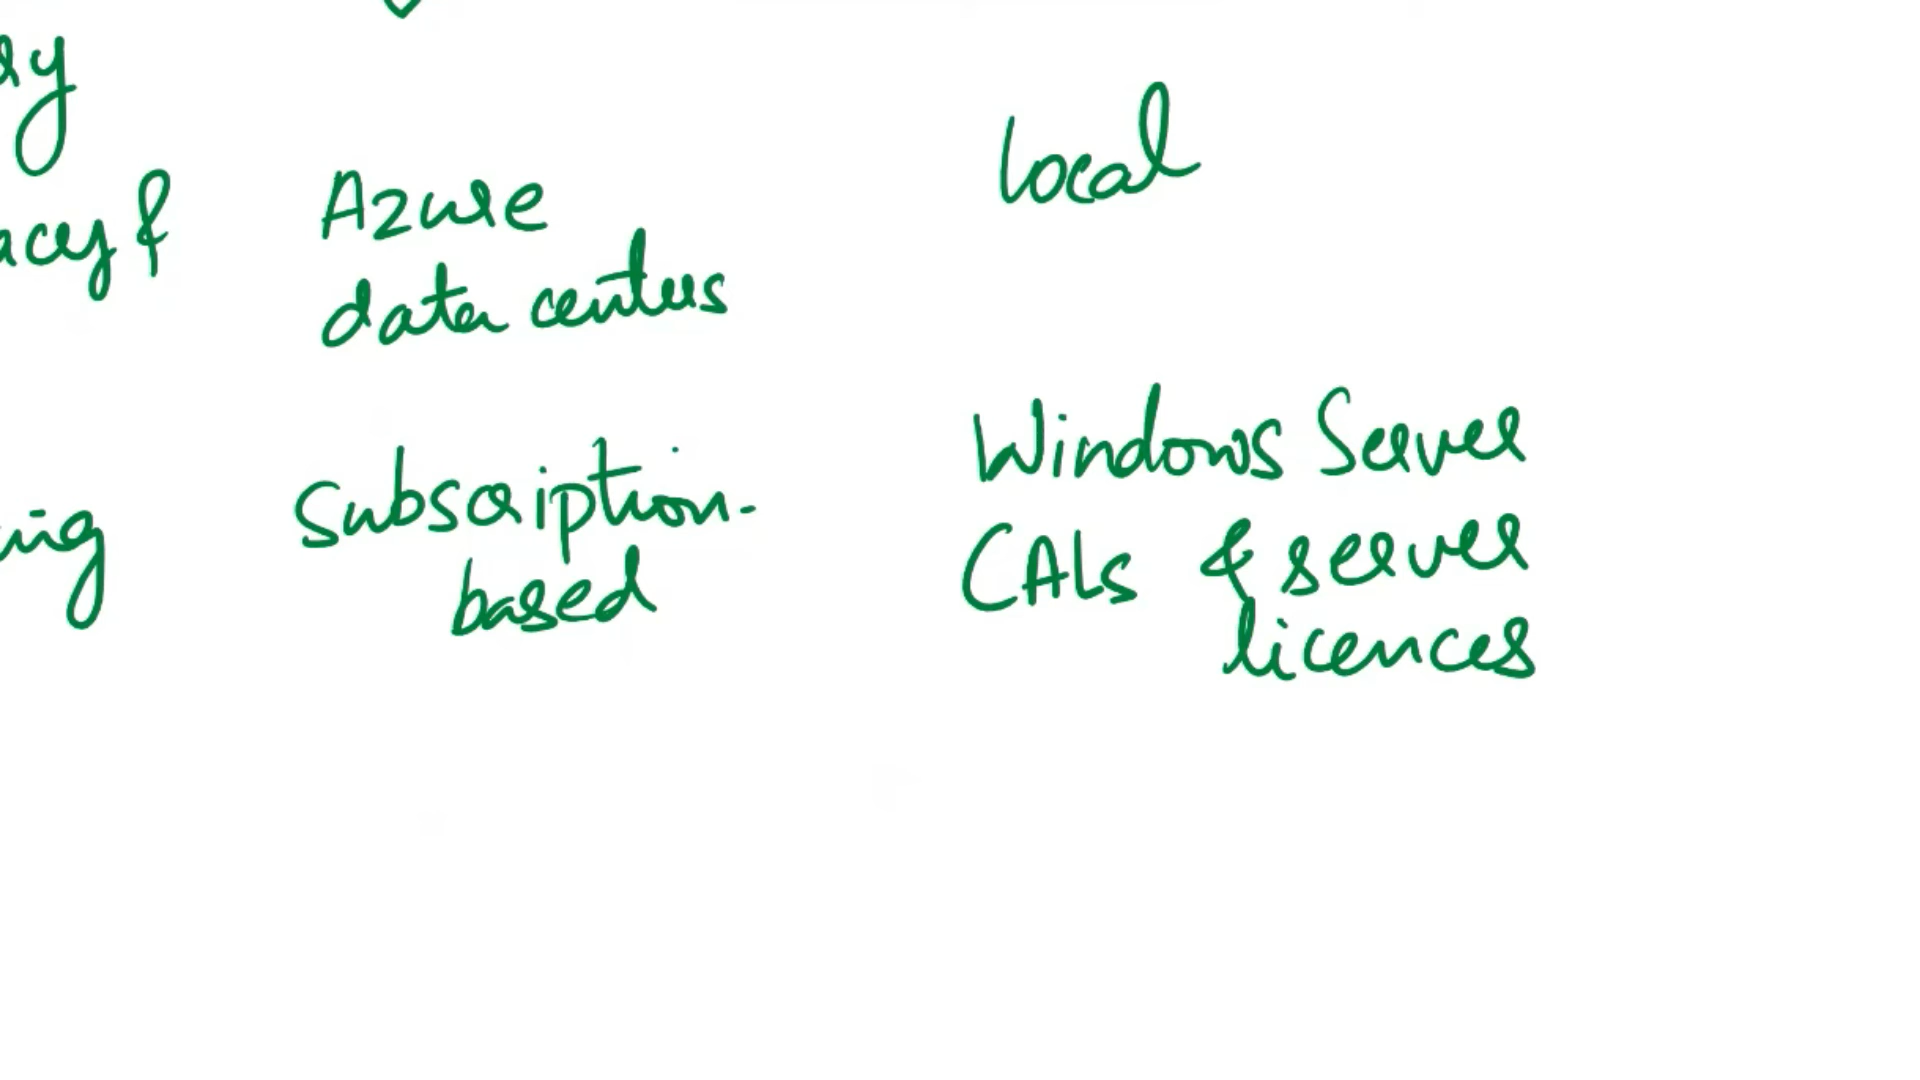 local
Azure
data centers
Windows Server
Subscription-
CALs & server
based
licences